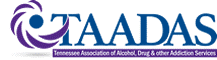 TAADAS
Tennessee Association of Alcohol, Drug & other Addiction Services